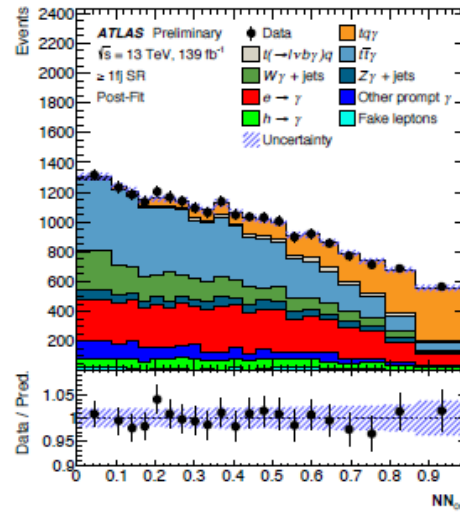 Events
2400
2200
2000
1800
1600
1400
1200
1000
800
600
400
200
ATLAS Preliminary
√s = 13 TeV, 139 fb⁻¹
≥ 1fj SR
Post-Fit
Data
tqγ
t(→lνbγ)q
tt̄γ
Wγ + jets
Zγ + jets
e → γ
Other prompt γ
h → γ
Fake leptons
Uncertainty
Data / Pred.
1.05
1
0.95
0.9
0 0.1 0.2 0.3 0.4 0.5 0.6 0.7 0.8 0.9